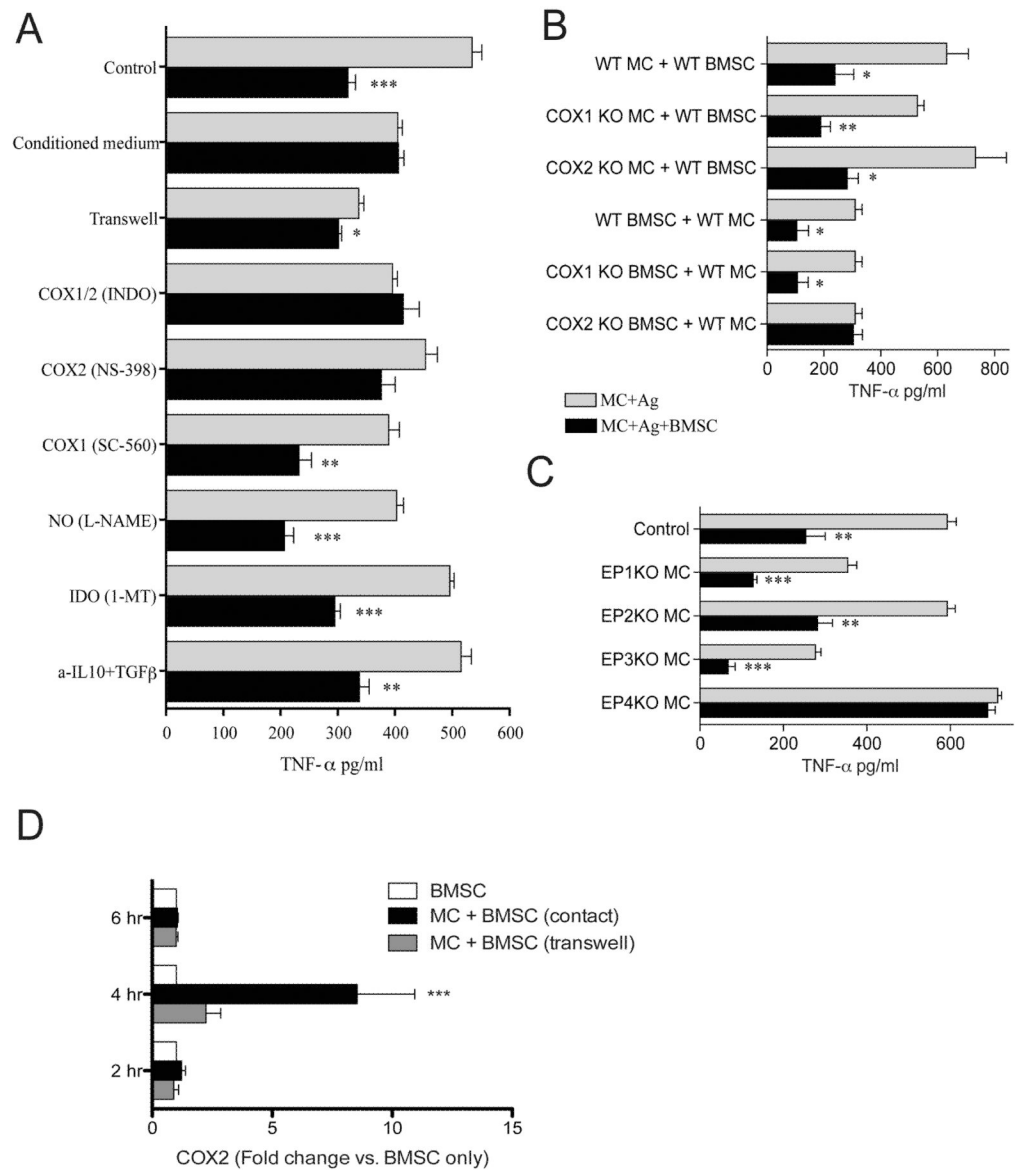 A
Control
***
Conditioned medium
Transwell
*
COX1/2 (INDO)
COX2 (NS-398)
COX1 (SC-560)
**
NO (L-NAME)
***
IDO (1-MT)
***
a-IL10+TGFβ
**
0 100 200 300 400 500 600
TNF-α pg/ml
B
WT MC + WT BMSC
*
COX1 KO MC + WT BMSC
**
COX2 KO MC + WT BMSC
*
WT BMSC + WT MC
*
COX1 KO BMSC + WT MC
*
COX2 KO BMSC + WT MC
0 200 400 600 800
TNF-α pg/ml
MC+Ag
MC+Ag+BMSC
C
Control
**
EP1KO MC
***
EP2KO MC
**
EP3KO MC
***
EP4KO MC
0 200 400 600
TNF-α pg/ml
D
BMSC
MC + BMSC (contact)
MC + BMSC (transwell)
6 hr
4 hr
***
2 hr
0 5 10 15
COX2 (Fold change vs. BMSC only)